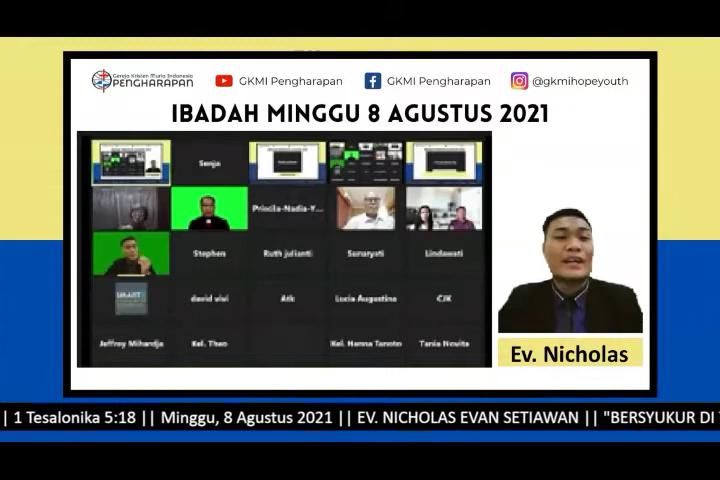 Gereja Kristen Muria Indonesia
PENGHARAPAN
GKMI Pengharapan
GKMI Pengharapan
@gkmihopeyouth
IBADAH MINGGU 8 AGUSTUS 2021
Senja
Priscila-Nadia-Y...
Stephen
Ruth julianti
Sunaryati
Lindawati
david vivi
Atk
Lucia Augustina
CJK
Jeffrey Mihardja
Kel. Theo
Kel. Hanna Tanoto
Tania Novita
Ev. Nicholas
|| 1 Tesalonika 5:18 || Minggu, 8 Agustus 2021 || EV. NICHOLAS EVAN SETIAWAN || "BERSYUKUR DI